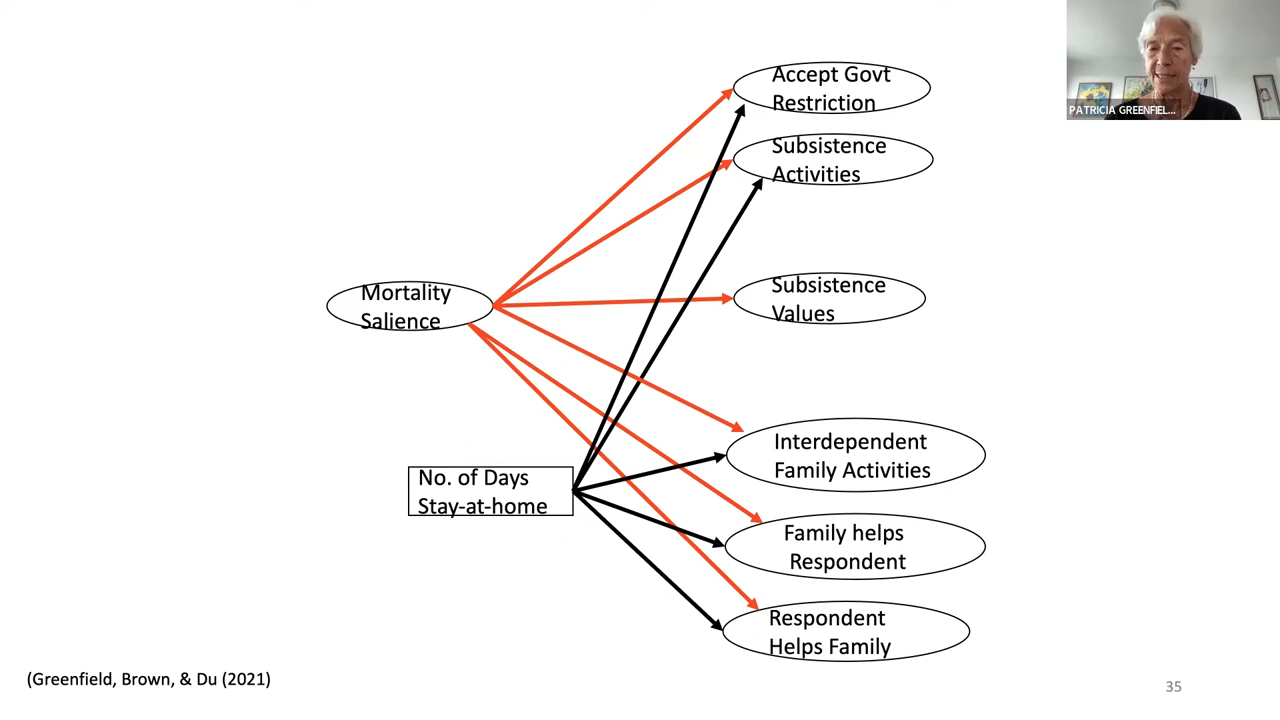 Accept Govt
Restriction
PATRICIA GREENFIEL...
Subsistence
Activities
Mortality
Salience
Subsistence
Values
Interdependent
Family Activities
No. of Days
Stay-at-home
Family helps
Respondent
Respondent
Helps Family
(Greenfield, Brown, & Du (2021)
35